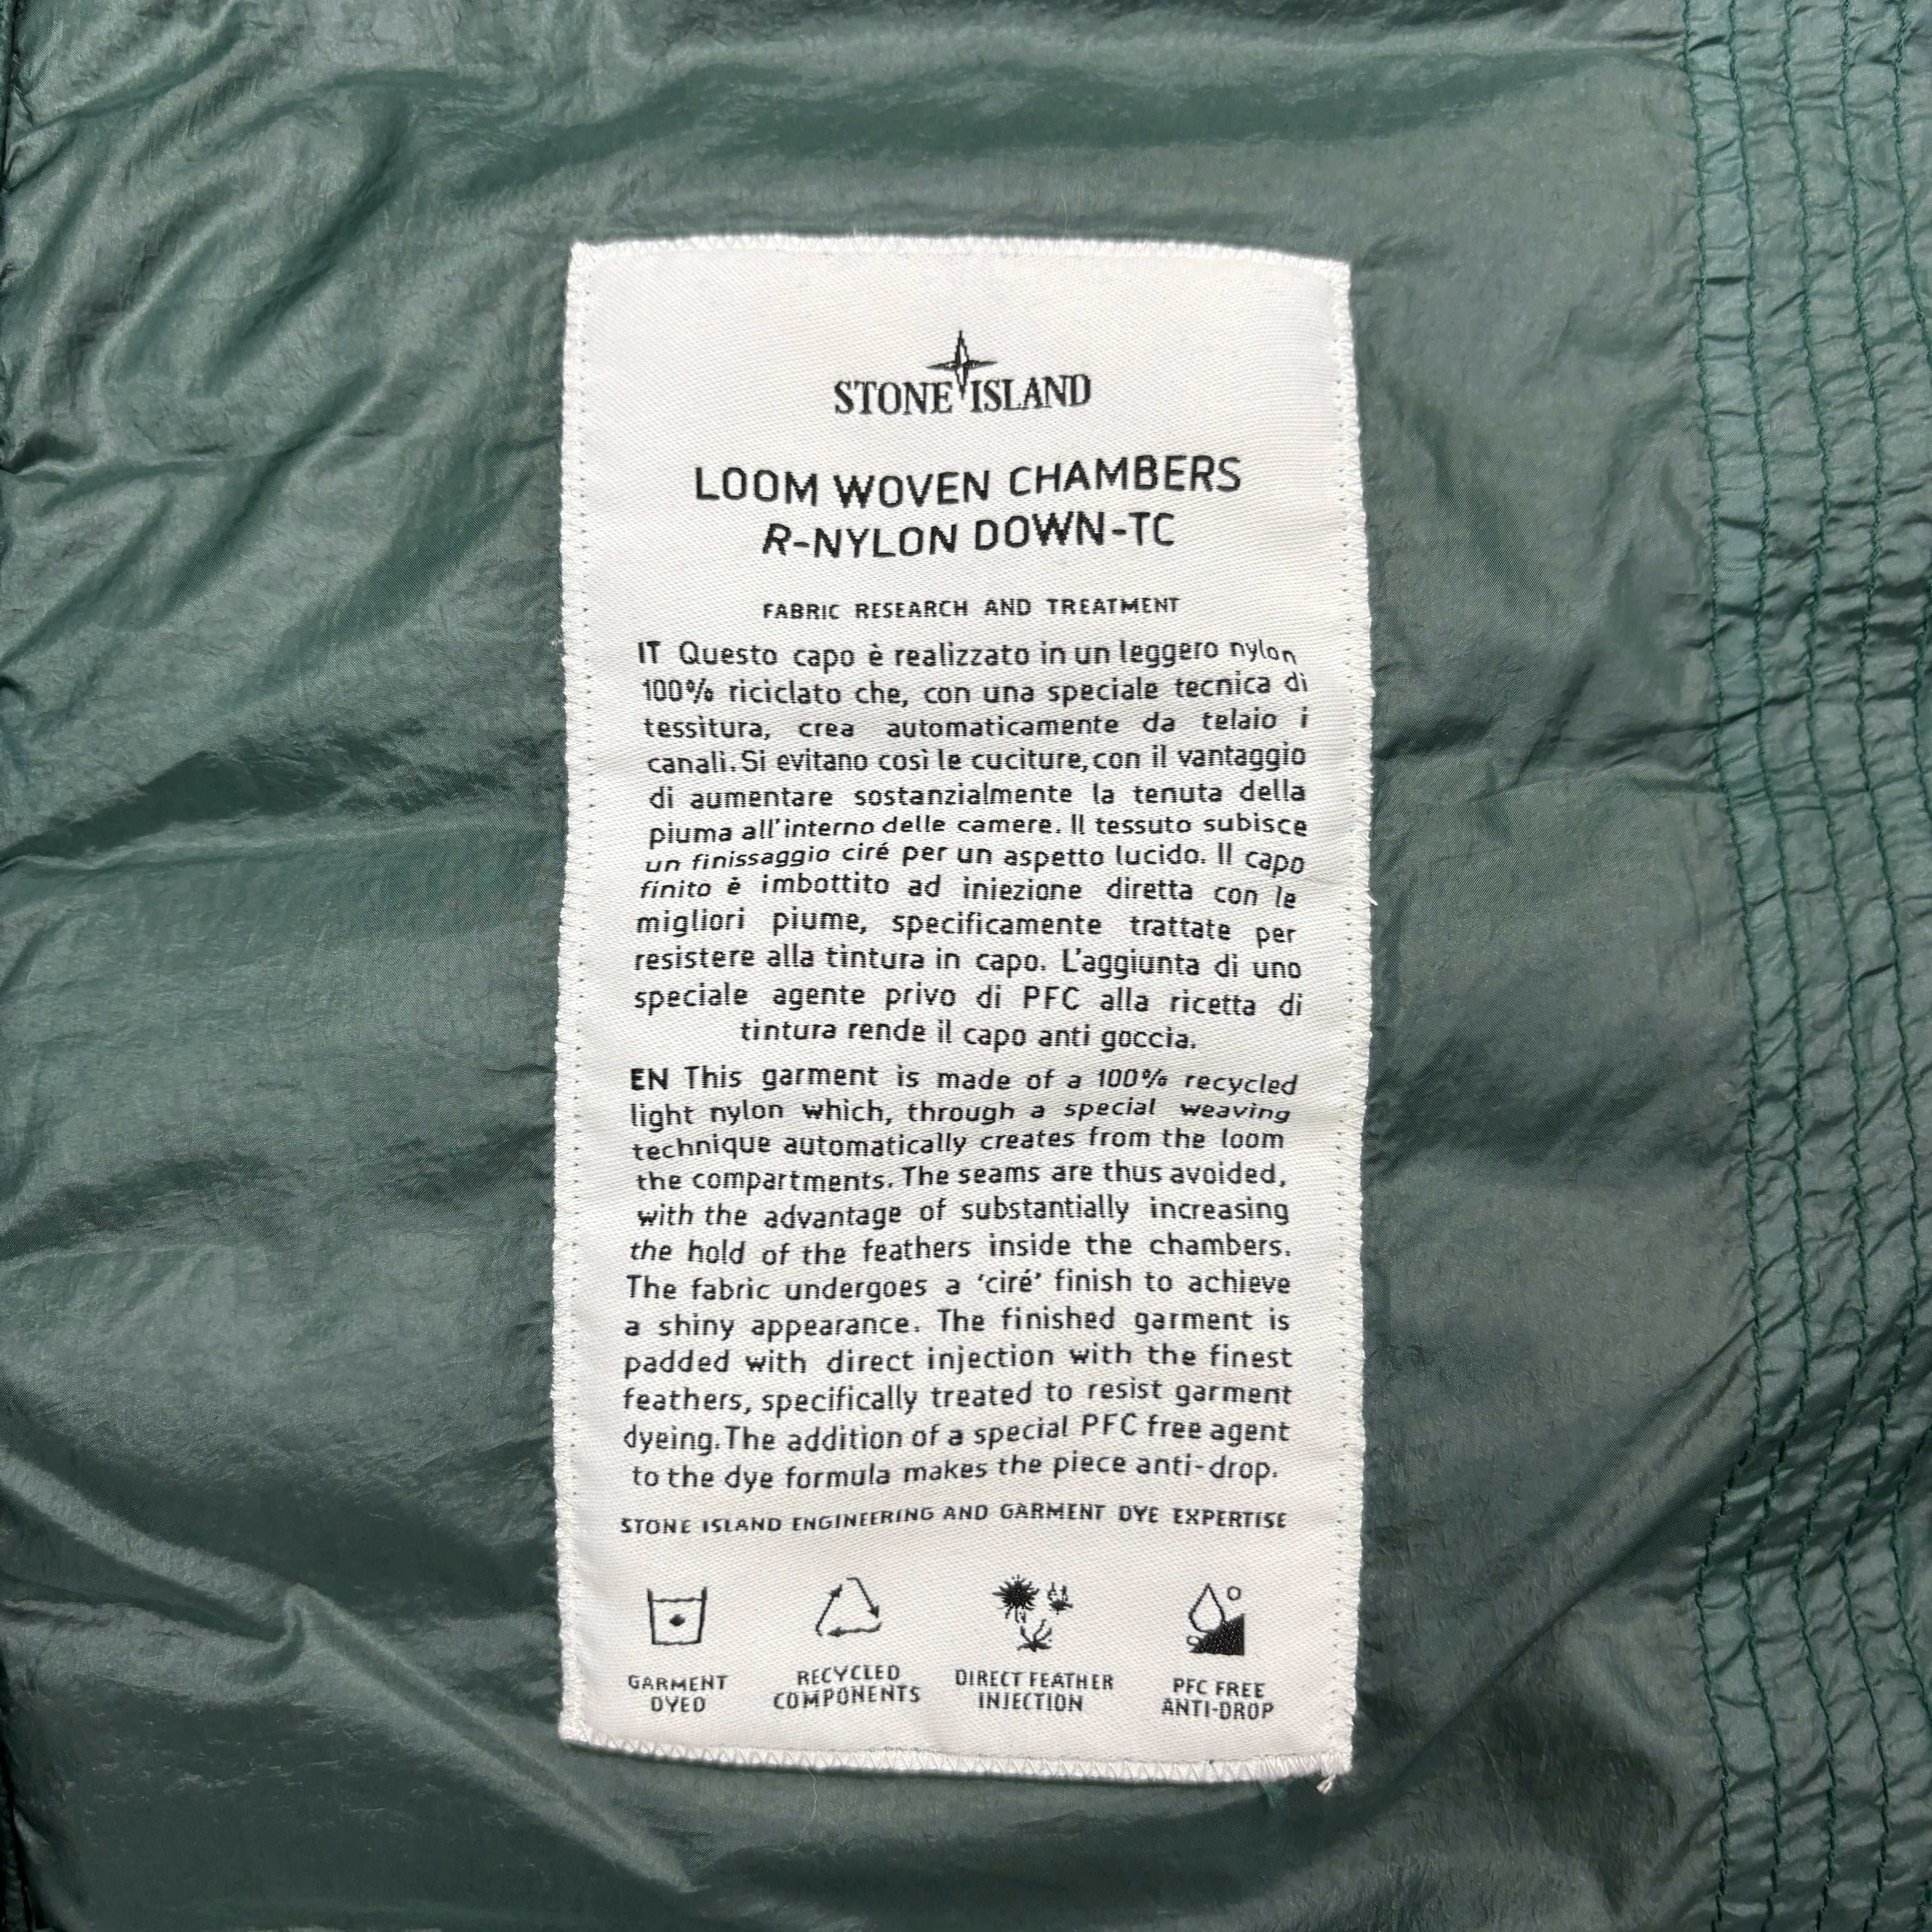 STONE ISLAND
LOOM WOVEN CHAMBERS
R-NYLON DOWN-TC
FABRIC RESEARCH AND TREATMENT
IT Questo capo è realizzato in un leggero nylon
100% riciclato che, con una speciale tecnica di
tessitura, crea automaticamente da telaio i
canali. Si evitano così le cuciture, con il vantaggio
di aumentare sostanzialmente la tenuta della
piuma all'interno delle camere. Il tessuto subisce
un finissaggio ciré per un aspetto lucido. Il capo
finito è imbottito ad iniezione diretta con le
migliori piume, specificamente trattate per
resistere alla tintura in capo. L'aggiunta di uno
speciale agente privo di PFC alla ricetta di
tintura rende il capo anti goccia.
EN This garment is made of a 100% recycled
light nylon which, through a special weaving
technique automatically creates from the loom
the compartments. The seams are thus avoided,
with the advantage of substantially increasing
the hold of the feathers inside the chambers.
The fabric undergoes a 'ciré' finish to achieve
a shiny appearance. The finished garment is
padded with direct injection with the finest
feathers, specifically treated to resist garment
dyeing. The addition of a special PFC free agent
to the dye formula makes the piece anti-drop.
STONE ISLAND ENGINEERING AND GARMENT DYE EXPERTISE
GARMENT
DYED
RECYCLED
COMPONENTS
DIRECT FEATHER
INJECTION
PFC FREE
ANTI-DROP